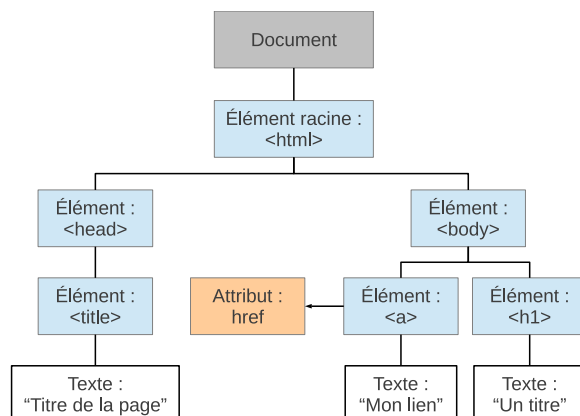 Document
Élément racine :
<html>
Élément :
<head>
Élément :
<body>
Élément :
<title>
Attribut :
href
Élément :
<a>
Élément :
<h1>
Texte :
“Titre de la page”
Texte :
“Mon lien”
Texte :
“Un titre”